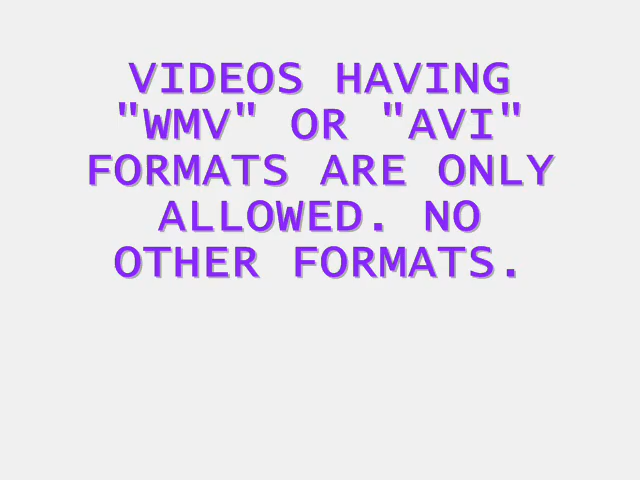 VIDEOS HAVING
"WMV" OR "AVI"
FORMATS ARE ONLY
ALLOWED. NO
OTHER FORMATS.